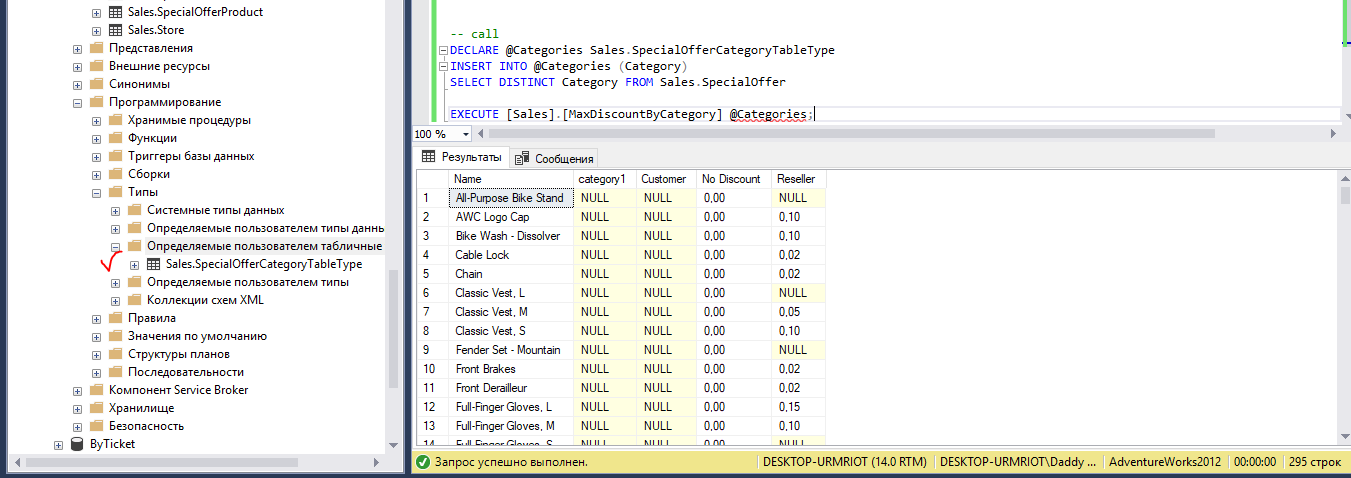 Sales.SpecialOfferProduct
Sales.Store
Представления
Внешние ресурсы
Синонимы
Программирование
Хранимые процедуры
Функции
Триггеры базы данных
Сборки
Типы
Системные типы данных
Определяемые пользователем типы даннь
Определяемые пользователем табличные
Sales.SpecialOfferCategoryTableType
Определяемые пользователем типы
Коллекции схем XML
Правила
Значения по умолчанию
Структуры планов
Последовательности
Компонент Service Broker
Хранилище
Безопасность
ByTicket
-- call
DECLARE @Categories Sales.SpecialOfferCategoryTableType
INSERT INTO @Categories (Category)
SELECT DISTINCT Category FROM Sales.SpecialOffer
EXECUTE [Sales].[MaxDiscountByCategory] @Categories;
100 %
Результаты Сообщения
Name category1 Customer No Discount Reseller
1 All-Purpose Bike Stand NULL NULL 0,00 NULL
2 AWC Logo Cap NULL NULL 0,00 0,10
3 Bike Wash - Dissolver NULL NULL 0,00 0,10
4 Cable Lock NULL NULL 0,00 0,02
5 Chain NULL NULL 0,00 0,02
6 Classic Vest, L NULL NULL 0,00 NULL
7 Classic Vest, M NULL NULL 0,00 0,05
8 Classic Vest, S NULL NULL 0,00 0,10
9 Fender Set - Mountain NULL NULL 0,00 NULL
10 Front Brakes NULL NULL 0,00 0,02
11 Front Derailleur NULL NULL 0,00 0,02
12 Full-Finger Gloves, L NULL NULL 0,00 0,15
13 Full-Finger Gloves, M NULL NULL 0,00 0,10
14 Full-Finger Gloves, S NULL NULL 0,00 0,10
Запрос успешно выполнен. DESKTOP-URMRIOT (14.0 RTM) DESKTOP-URMRIOT\Daddy ... AdventureWorks2012 00:00:00 295 строк